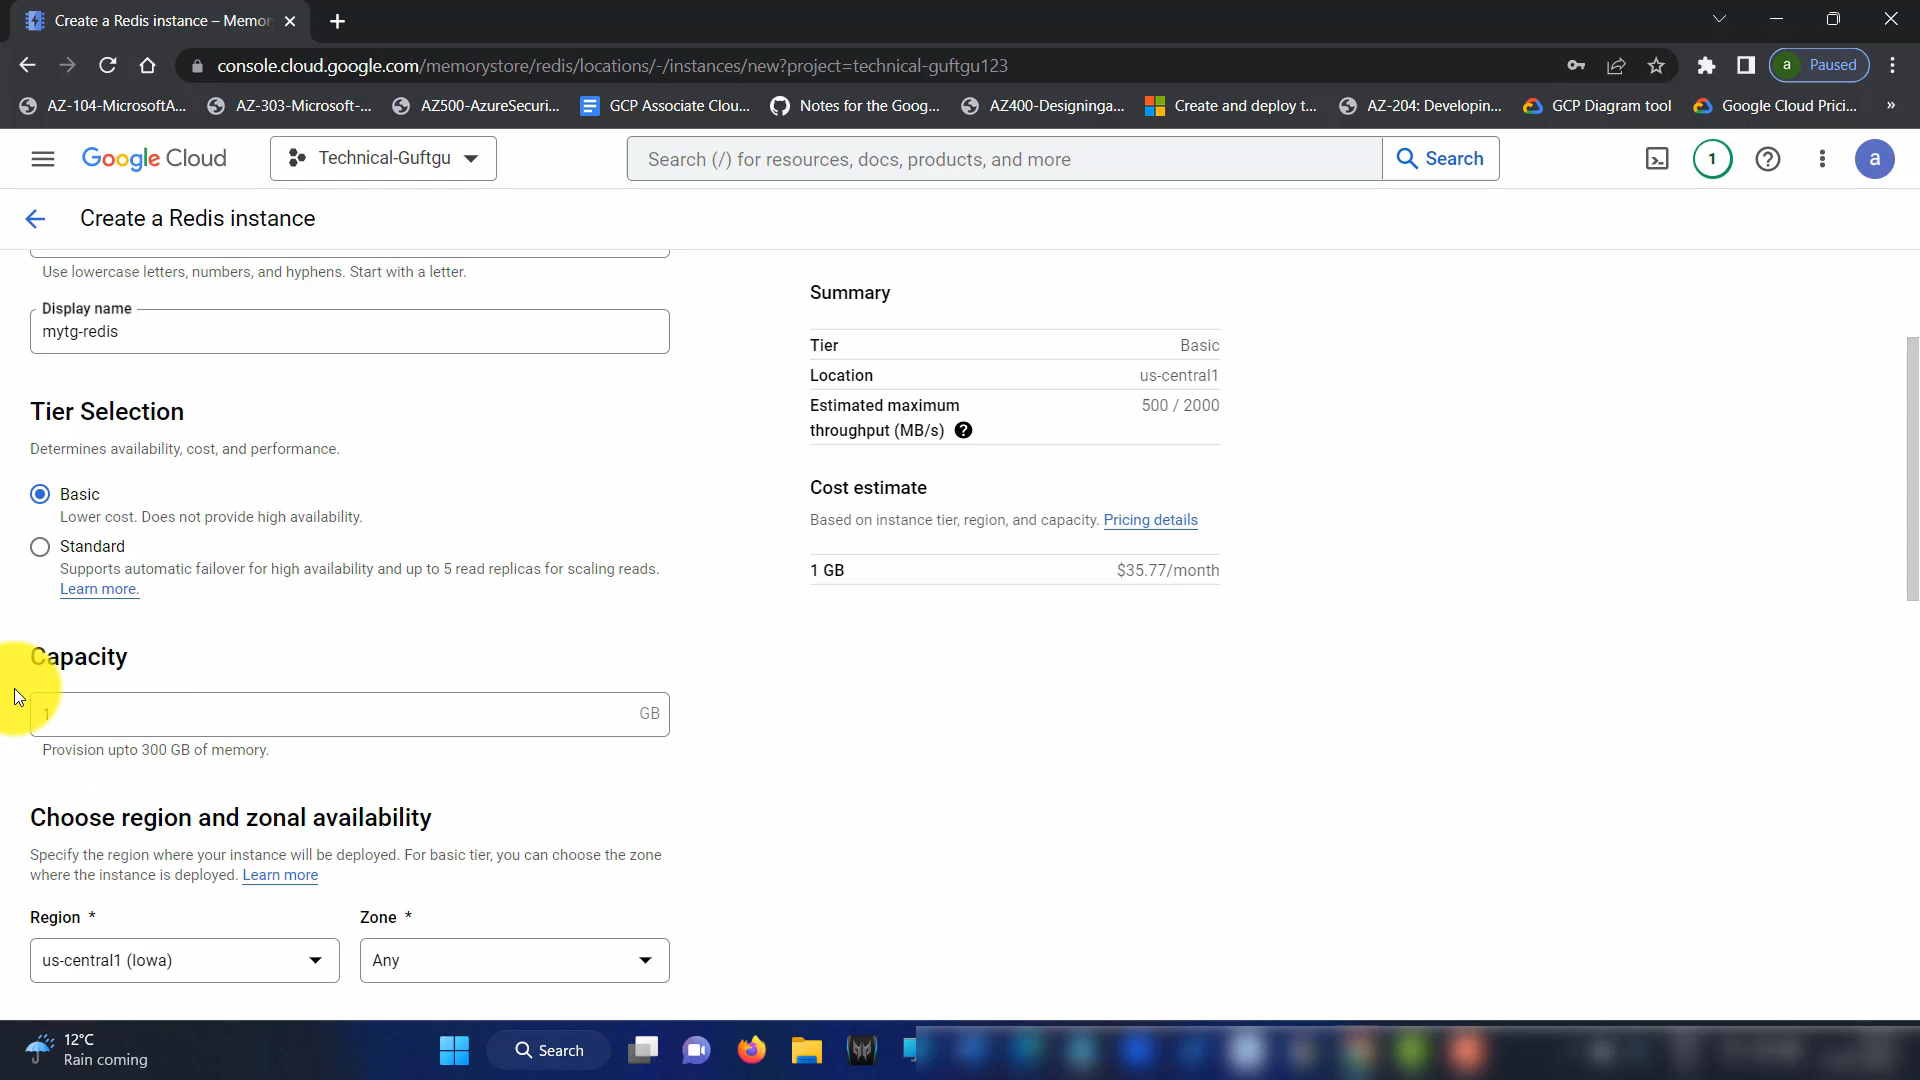 Create a Redis instance – Memor
console.cloud.google.com/memorystore/redis/locations/-/instances/new?project=technical-guftgu123
a Paused
AZ-104-MicrosoftA...
AZ-303-Microsoft-...
AZ500-AzureSecuri...
GCP Associate Clou...
Notes for the Goog...
AZ400-Designinga...
Create and deploy t...
AZ-204: Developin...
GCP Diagram tool
Google Cloud Prici...
»
Google Cloud
Technical-Guftgu
Search (/) for resources, docs, products, and more
Search
1
a
Create a Redis instance
Use lowercase letters, numbers, and hyphens. Start with a letter.
Display name
mytg-redis
Tier Selection
Determines availability, cost, and performance.
Basic
Lower cost. Does not provide high availability.
Standard
Supports automatic failover for high availability and up to 5 read replicas for scaling reads.
Learn more.
Capacity
1 GB
Provision upto 300 GB of memory.
Choose region and zonal availability
Specify the region where your instance will be deployed. For basic tier, you can choose the zone
where the instance is deployed. Learn more
Region *
Zone *
us-central1 (Iowa)
Any
Summary
Tier Basic
Location us-central1
Estimated maximum 500 / 2000
throughput (MB/s)
Cost estimate
Based on instance tier, region, and capacity. Pricing details
1 GB $35.77/month
12°C
Rain coming
Search